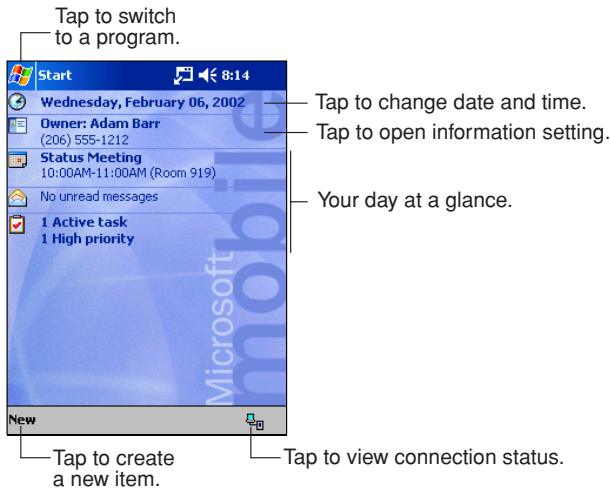 Tap to switch
to a program.
Start 8:14
Wednesday, February 06, 2002
Tap to change date and time.
Owner: Adam Barr
(206) 555-1212
Tap to open information setting.
Status Meeting
10:00AM-11:00AM (Room 919)
Your day at a glance.
No unread messages
1 Active task
1 High priority
Microsoft
mobile
New
Tap to create
a new item.
Tap to view connection status.